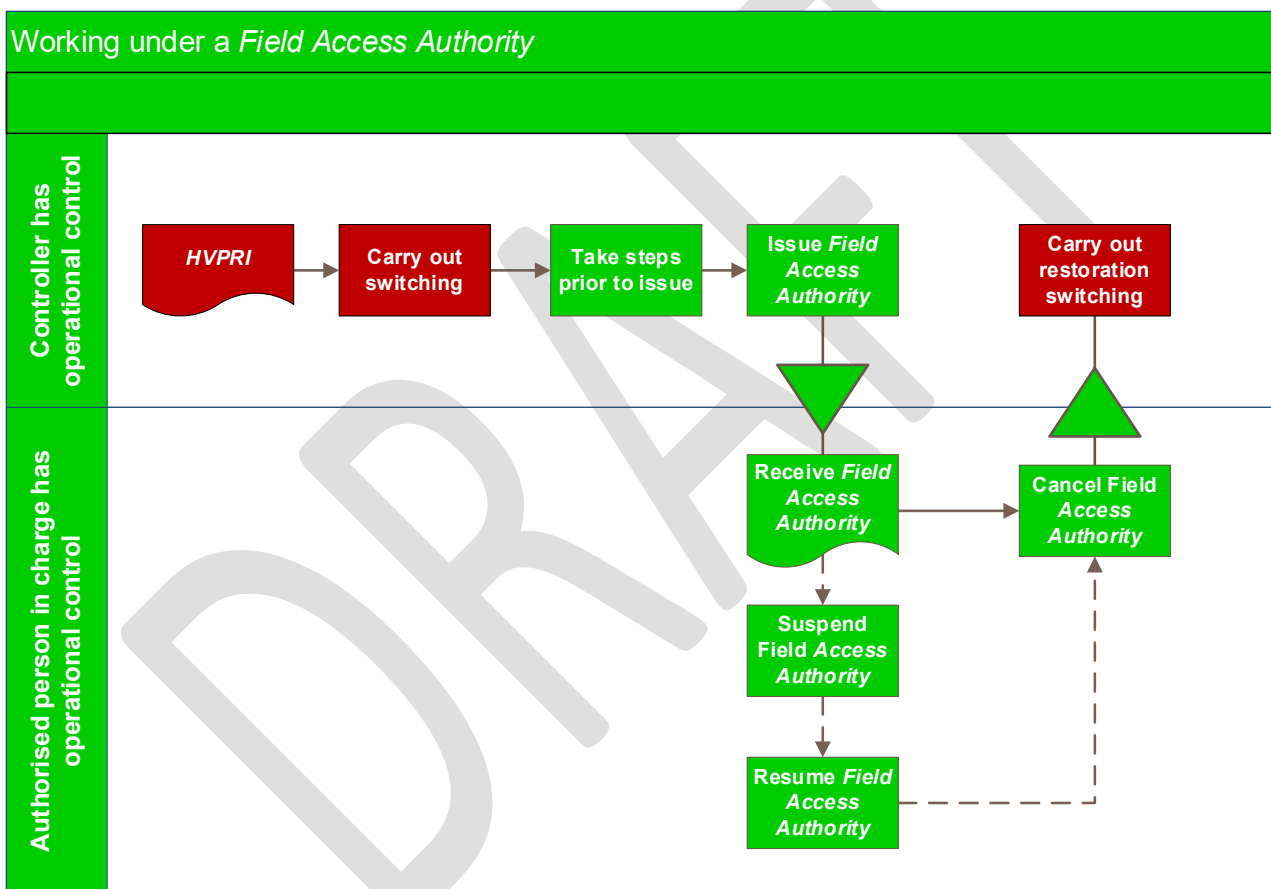 Working under a Field Access Authority
Controller has
operational control
HVPRI
Carry out
switching
Take steps
prior to issue
Issue Field
Access
Authority
Carry out
restoration
switching
Authorised person in charge has
operational control
Receive Field
Access
Authority
Cancel Field
Access
Authority
Suspend
Field Access
Authority
Resume Field
Access
Authority
DRAFT